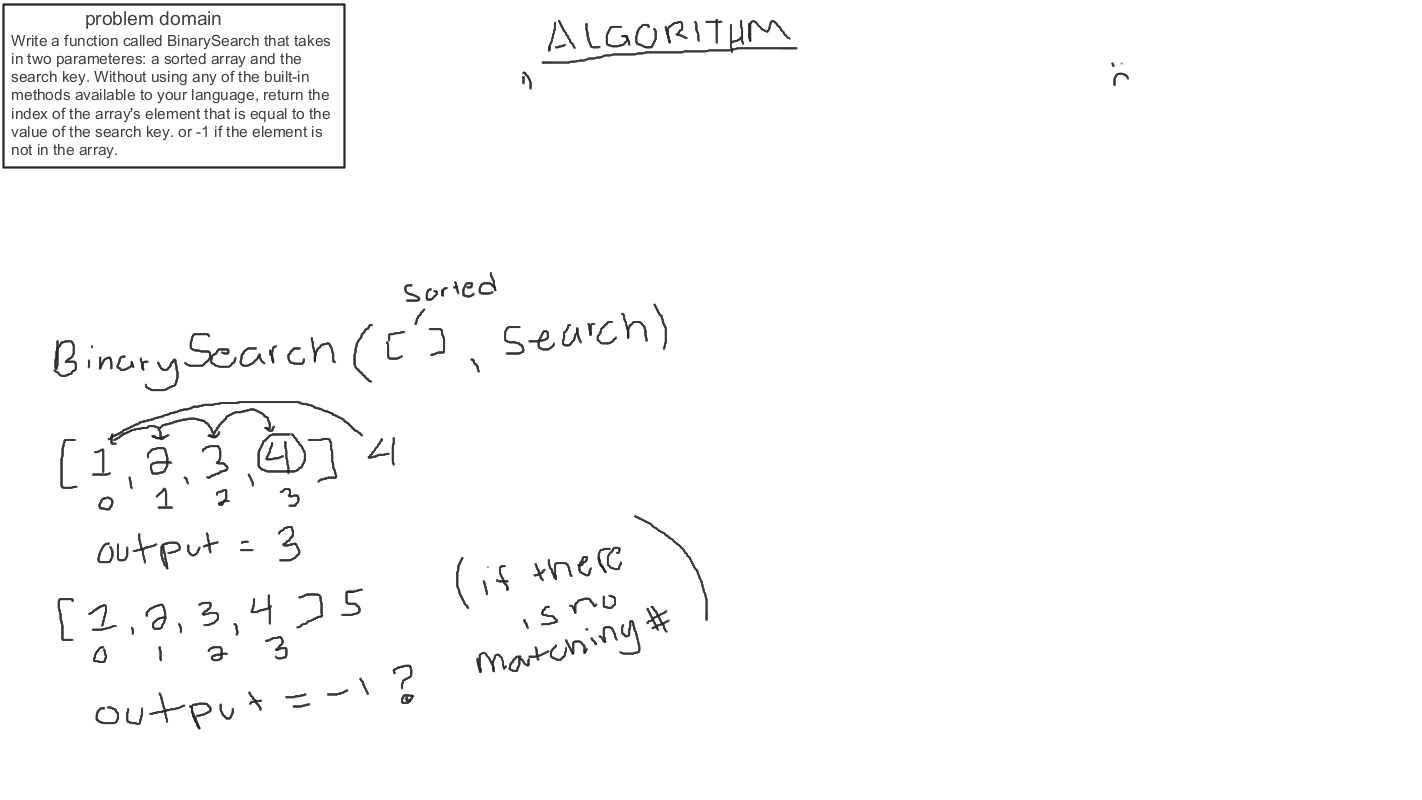 problem domain
Write a function called BinarySearch that takes
in two parameteres: a sorted array and the
search key. Without using any of the built-in
methods available to your language, return the
index of the array's element that is equal to the
value of the search key. or -1 if the element is
not in the array.
ALGORITHM
sorted
BinarySearch([], search)
[1, 2, 3, 4] 4
0 1 2 3
output = 3
[1, 2, 3, 4] 5
0 1 2 3
output = -1?
(if there
is no
matching #)